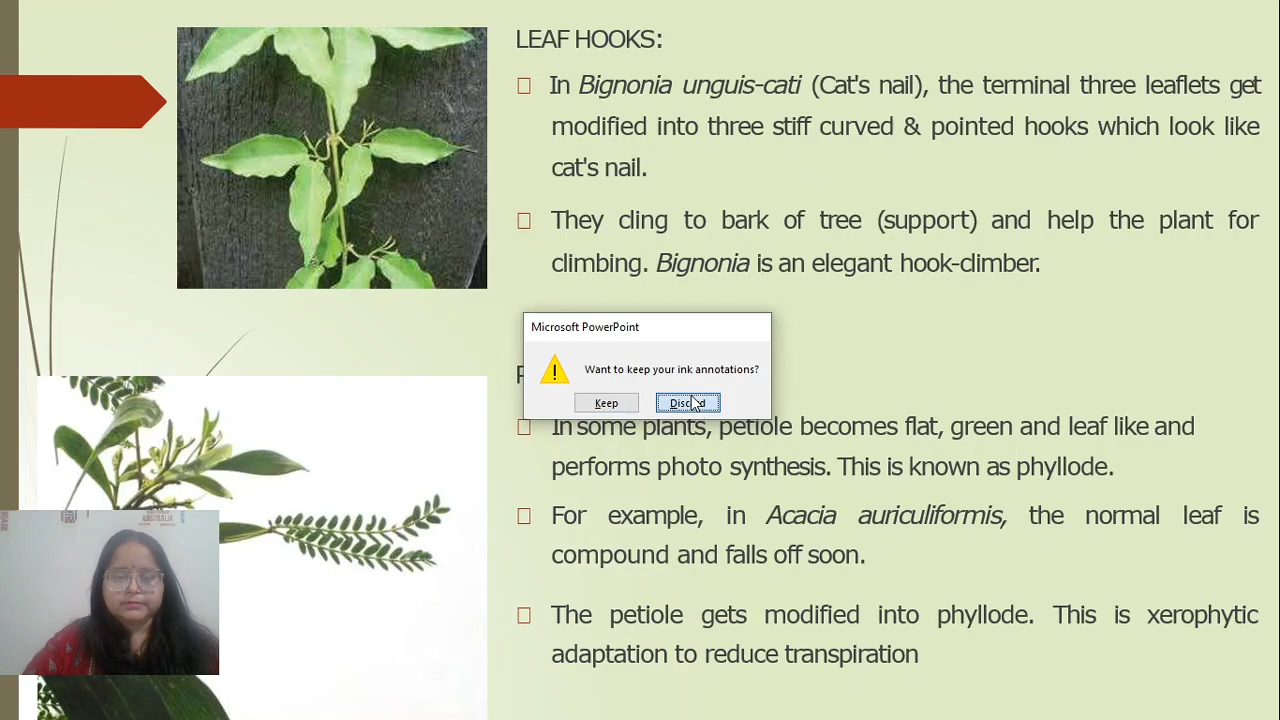 LEAF HOOKS:
In Bignonia unguis-cati (Cat's nail), the terminal three leaflets get
modified into three stiff curved & pointed hooks which look like
cat's nail.
They cling to bark of tree (support) and help the plant for
climbing. Bignonia is an elegant hook-climber.
Microsoft PowerPoint
Want to keep your ink annotations?
Keep
Discard
In some plants, petiole becomes flat, green and leaf like and
performs photo synthesis. This is known as phyllode.
For example, in Acacia auriculiformis, the normal leaf is
compound and falls off soon.
The petiole gets modified into phyllode. This is xerophytic
adaptation to reduce transpiration